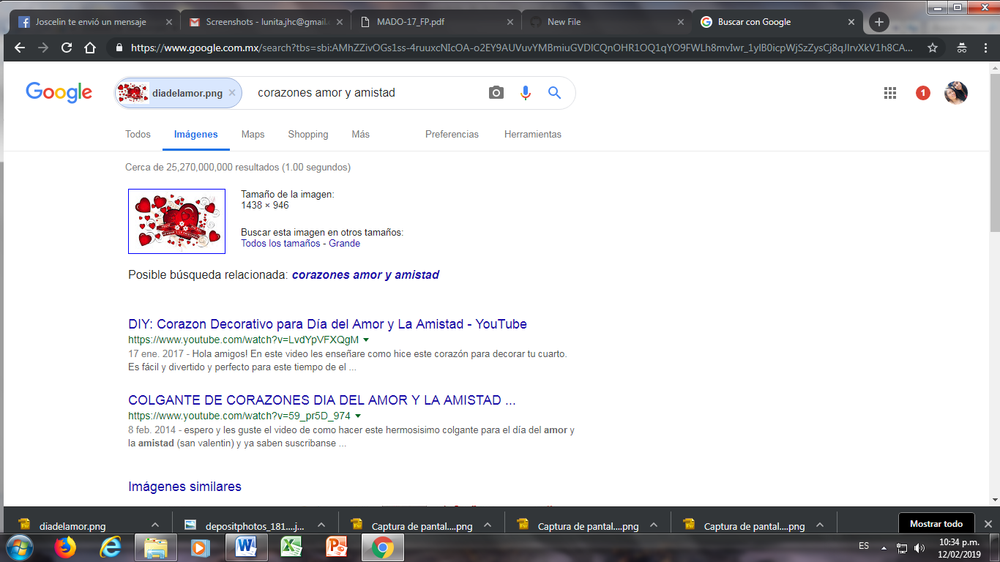 Joscelin te envió un mensaje
Screenshots - lunita.jhc@gmail.c
MADO-17_FP.pdf
New File
Buscar con Google
https://www.google.com.mx/search?tbs=sbi:AMhZZivOGs1ss-4ruuxcNIcOA-o2EY9AUVuvYMBmiuGVDlCQnOHR1OQ1qYO9FWLh8mvIwr_1ylB0icpWjSzZysCj8qJIrvXkV1h8CA...
Google
diadelamor.png
corazones amor y amistad
1
Todos
Imágenes
Maps
Shopping
Más
Preferencias
Herramientas
Cerca de 25,270,000,000 resultados (1.00 segundos)
Tamaño de la imagen:
1438 × 946
Buscar esta imagen en otros tamaños:
Todos los tamaños - Grande
Posible búsqueda relacionada: corazones amor y amistad
DIY: Corazon Decorativo para Día del Amor y La Amistad - YouTube
https://www.youtube.com/watch?v=LvdYpVFXQgM
17 ene. 2017 - Hola amigos! En este video les enseñare como hice este corazón para decorar tu cuarto.
Es fácil y divertido y perfecto para este tiempo de el ...
COLGANTE DE CORAZONES DIA DEL AMOR Y LA AMISTAD ...
https://www.youtube.com/watch?v=59_pr5D_974
8 feb. 2014 - espero y les guste el video de como hacer este hermosisimo colgante para el día del amor y
la amistad (san valentin) y ya saben suscribanse ...
Imágenes similares
diadelamor.png
depositphotos_181....j...
Captura de pantal....png
Captura de pantal....png
Captura de pantal....png
Mostrar todo
ES
10:34 p.m.
12/02/2019